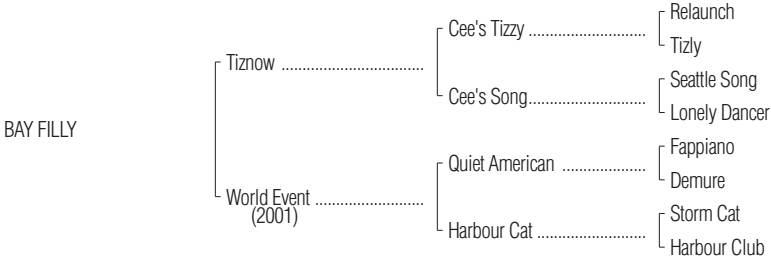 Relaunch
Cee's Tizzy ..............................
Tizly
Tiznow ....................................
Seattle Song
Cee's Song..............................
Lonely Dancer
BAY FILLY
Fappiano
Quiet American .....................
Demure
World Event ............................
(2001)
Storm Cat
Harbour Cat ............................
Harbour Club